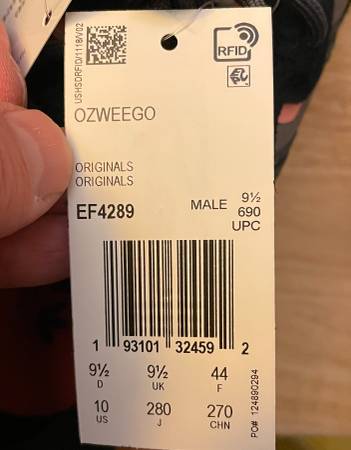 USHSDRFID/1118/V02
RFID
OZWEEGO
ORIGINALS
ORIGINALS
EF4289
MALE 9½
690
UPC
1 93101 32459 2
9½ 9½ 44
D UK F
10 280 270
US J CHN
PO# 124890294